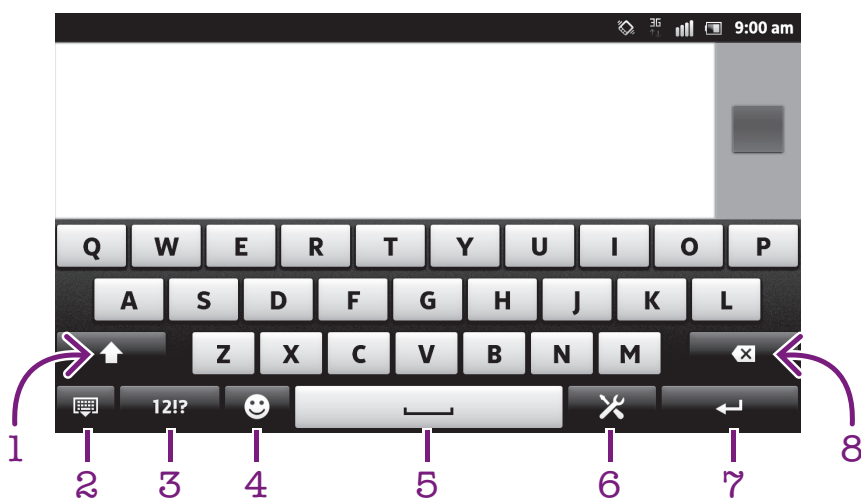 3G 9:00 am
Q W E R T Y U I O P
A S D F G H J K L
Z X C V B N M
12!?
1 2 3 4 5 6 7 8